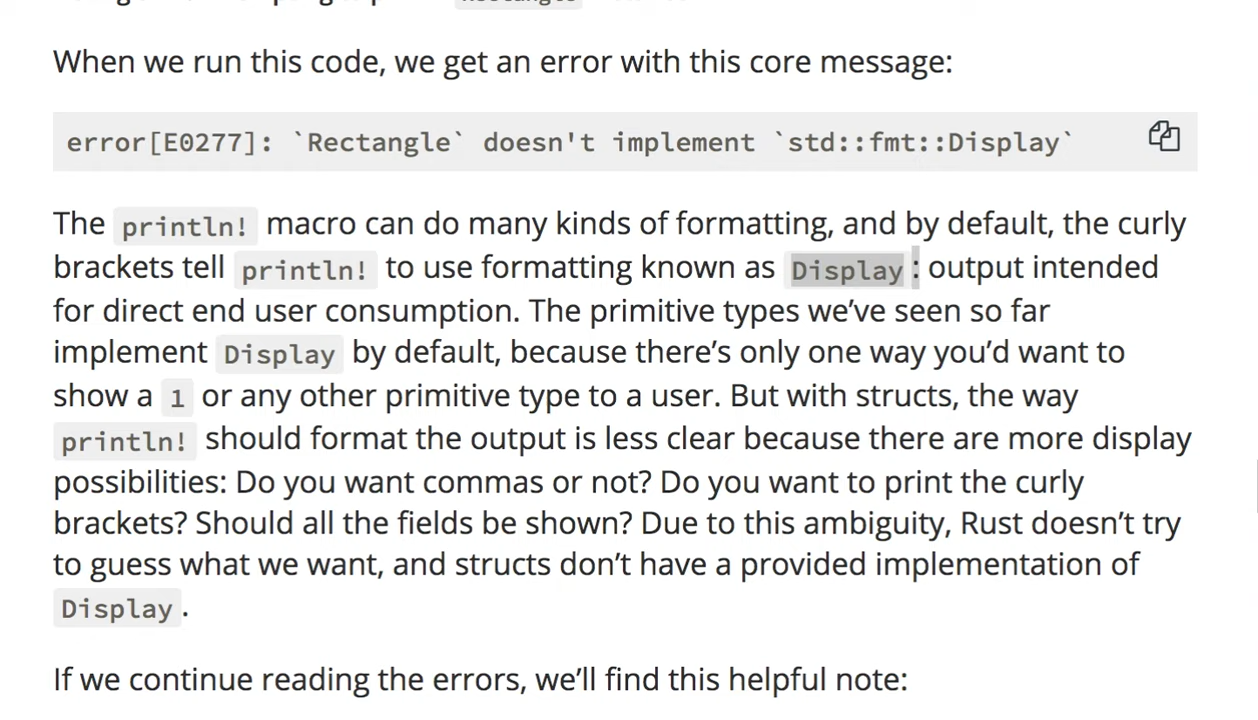 When we run this code, we get an error with this core message:
error[E0277]: `Rectangle` doesn't implement `std::fmt::Display`
The println! macro can do many kinds of formatting, and by default, the curly
brackets tell println! to use formatting known as Display: output intended
for direct end user consumption. The primitive types we’ve seen so far
implement Display by default, because there’s only one way you’d want to
show a 1 or any other primitive type to a user. But with structs, the way
println! should format the output is less clear because there are more display
possibilities: Do you want commas or not? Do you want to print the curly
brackets? Should all the fields be shown? Due to this ambiguity, Rust doesn’t try
to guess what we want, and structs don’t have a provided implementation of
Display.
If we continue reading the errors, we’ll find this helpful note: